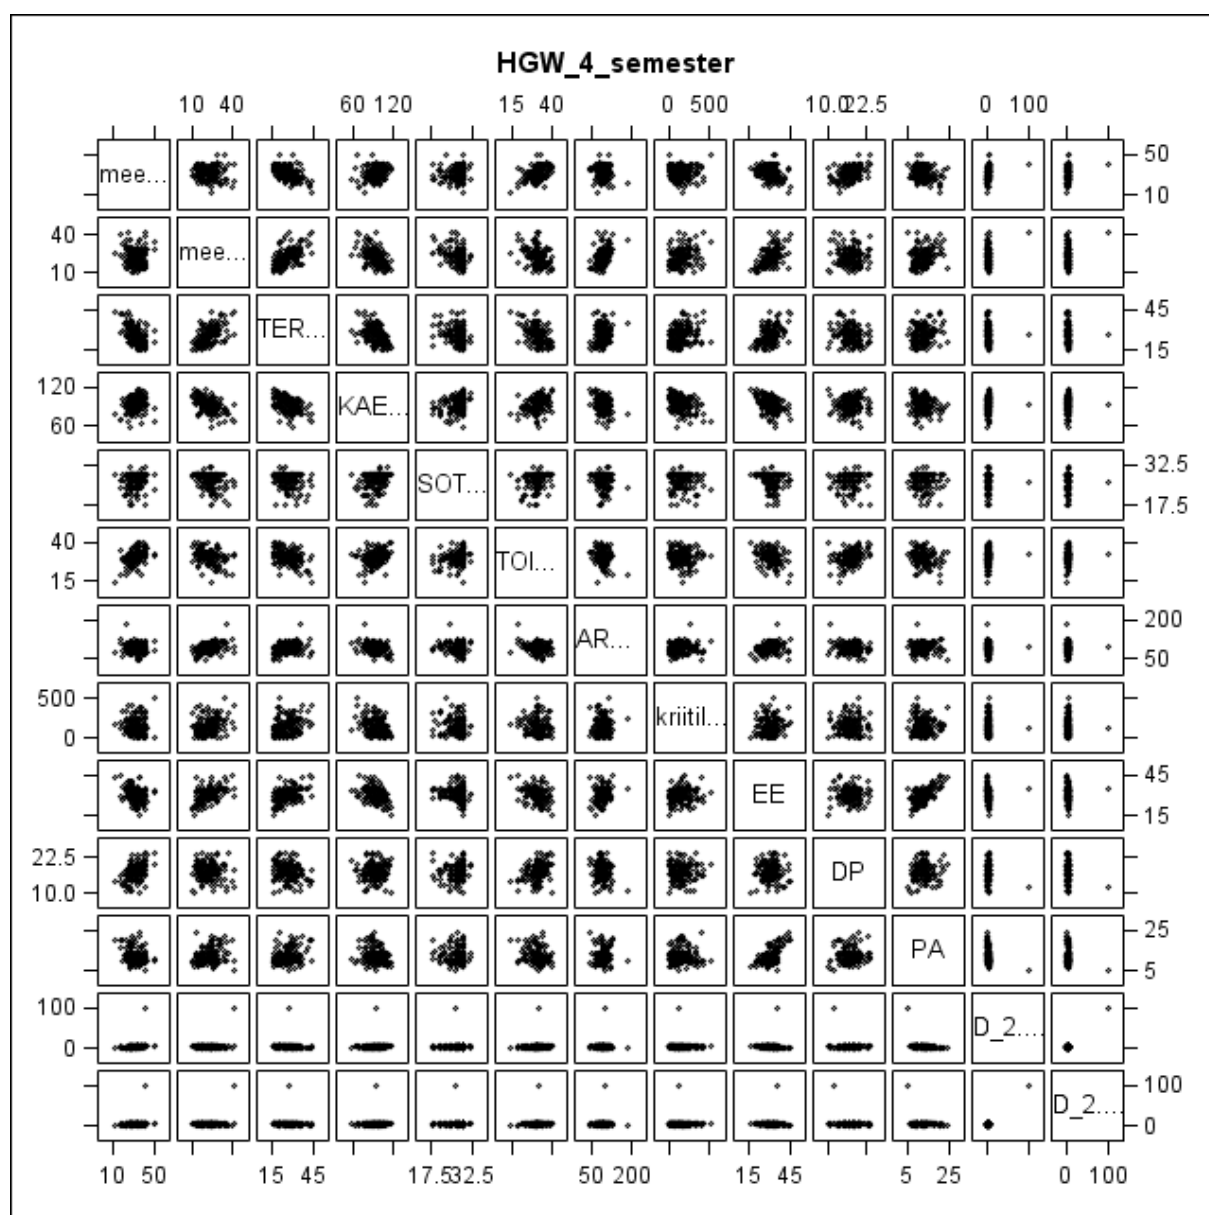 HGW_4_semester
10 40 60 120 15 40 0 500 10.0 22.5 0 100
mee... 50
10
40 mee...
10
TER... 45
15
120 KAE...
60
SOT... 32.5
17.5
40 TOI...
15
AR... 200
50
500 kriitil...
0
EE 45
15
22.5 DP
10.0
PA 25
5
100 D_2....
0
D_2.... 100
0
10 50 15 45 17.5 32.5 50 200 15 45 5 25 0 100